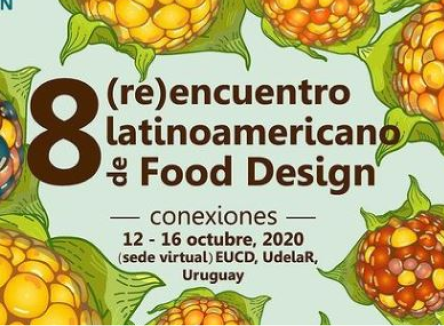 N
8 (re)encuentro
latinoamericano
de Food Design
— conexiones —
12 - 16 octubre, 2020
(sede virtual) EUCD, UdelaR,
Uruguay